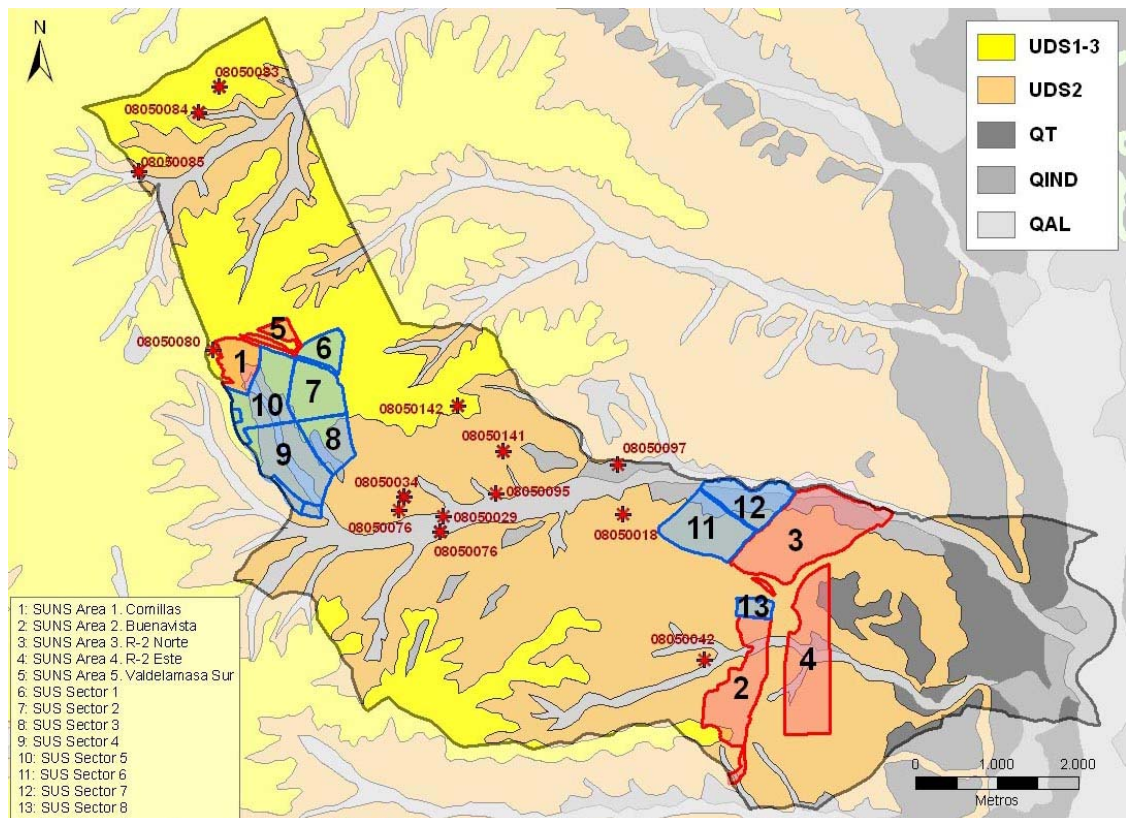 N
UDS1-3
UDS2
QT
QIND
QAL
08050083
08050084
08050085
5
08050080
6
1
7
10
08050142
8
9
08050141
08050097
08050034
08050095
12
08050029
08050076
08050018
11
3
08050076
13
08050042
4
2
1: SUNS Area 1. Comillas
2: SUNS Area 2. Buenavista
3: SUNS Area 3. R-2 Norte
4: SUNS Area 4. R-2 Este
5: SUNS Area 5. Valdelamasa Sur
6: SUS Sector 1
7: SUS Sector 2
8: SUS Sector 3
9: SUS Sector 4
10: SUS Sector 5
11: SUS Sector 6
12: SUS Sector 7
13: SUS Sector 8
0 1.000 2.000
Metros